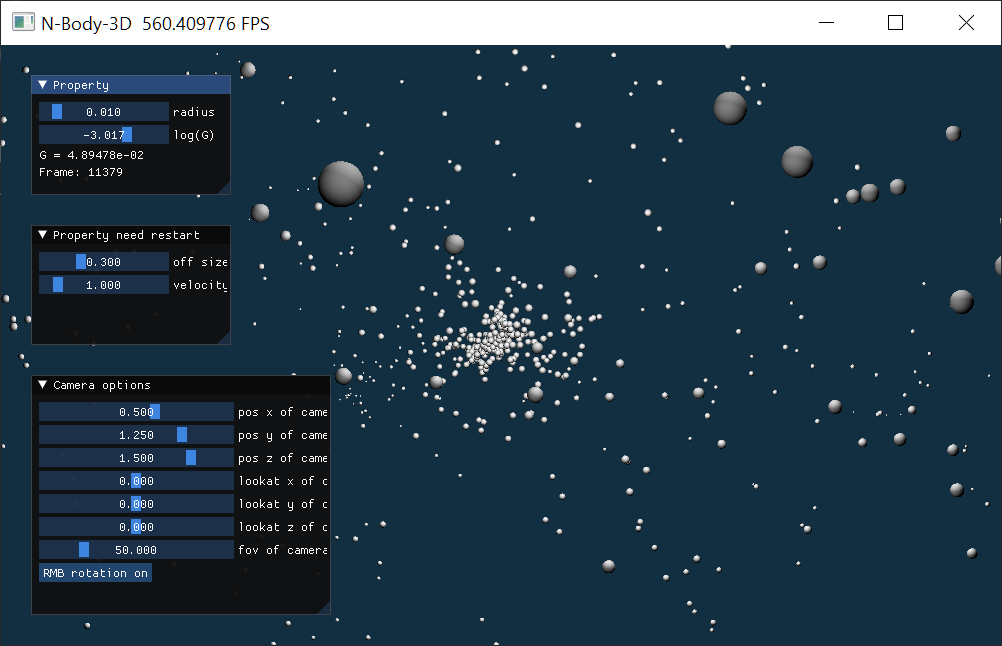 N-Body-3D 560.409776 FPS
Property
0.010 radius
-3.017 log(G)
G = 4.89478e-02
Frame: 11379
Property need restart
0.300 off size
1.000 velocity
Camera options
0.500 pos x of came
1.250 pos y of came
1.500 pos z of came
0.000 lookat x of c
0.000 lookat y of c
0.000 lookat z of c
50.000 fov of camera
RMB rotation on